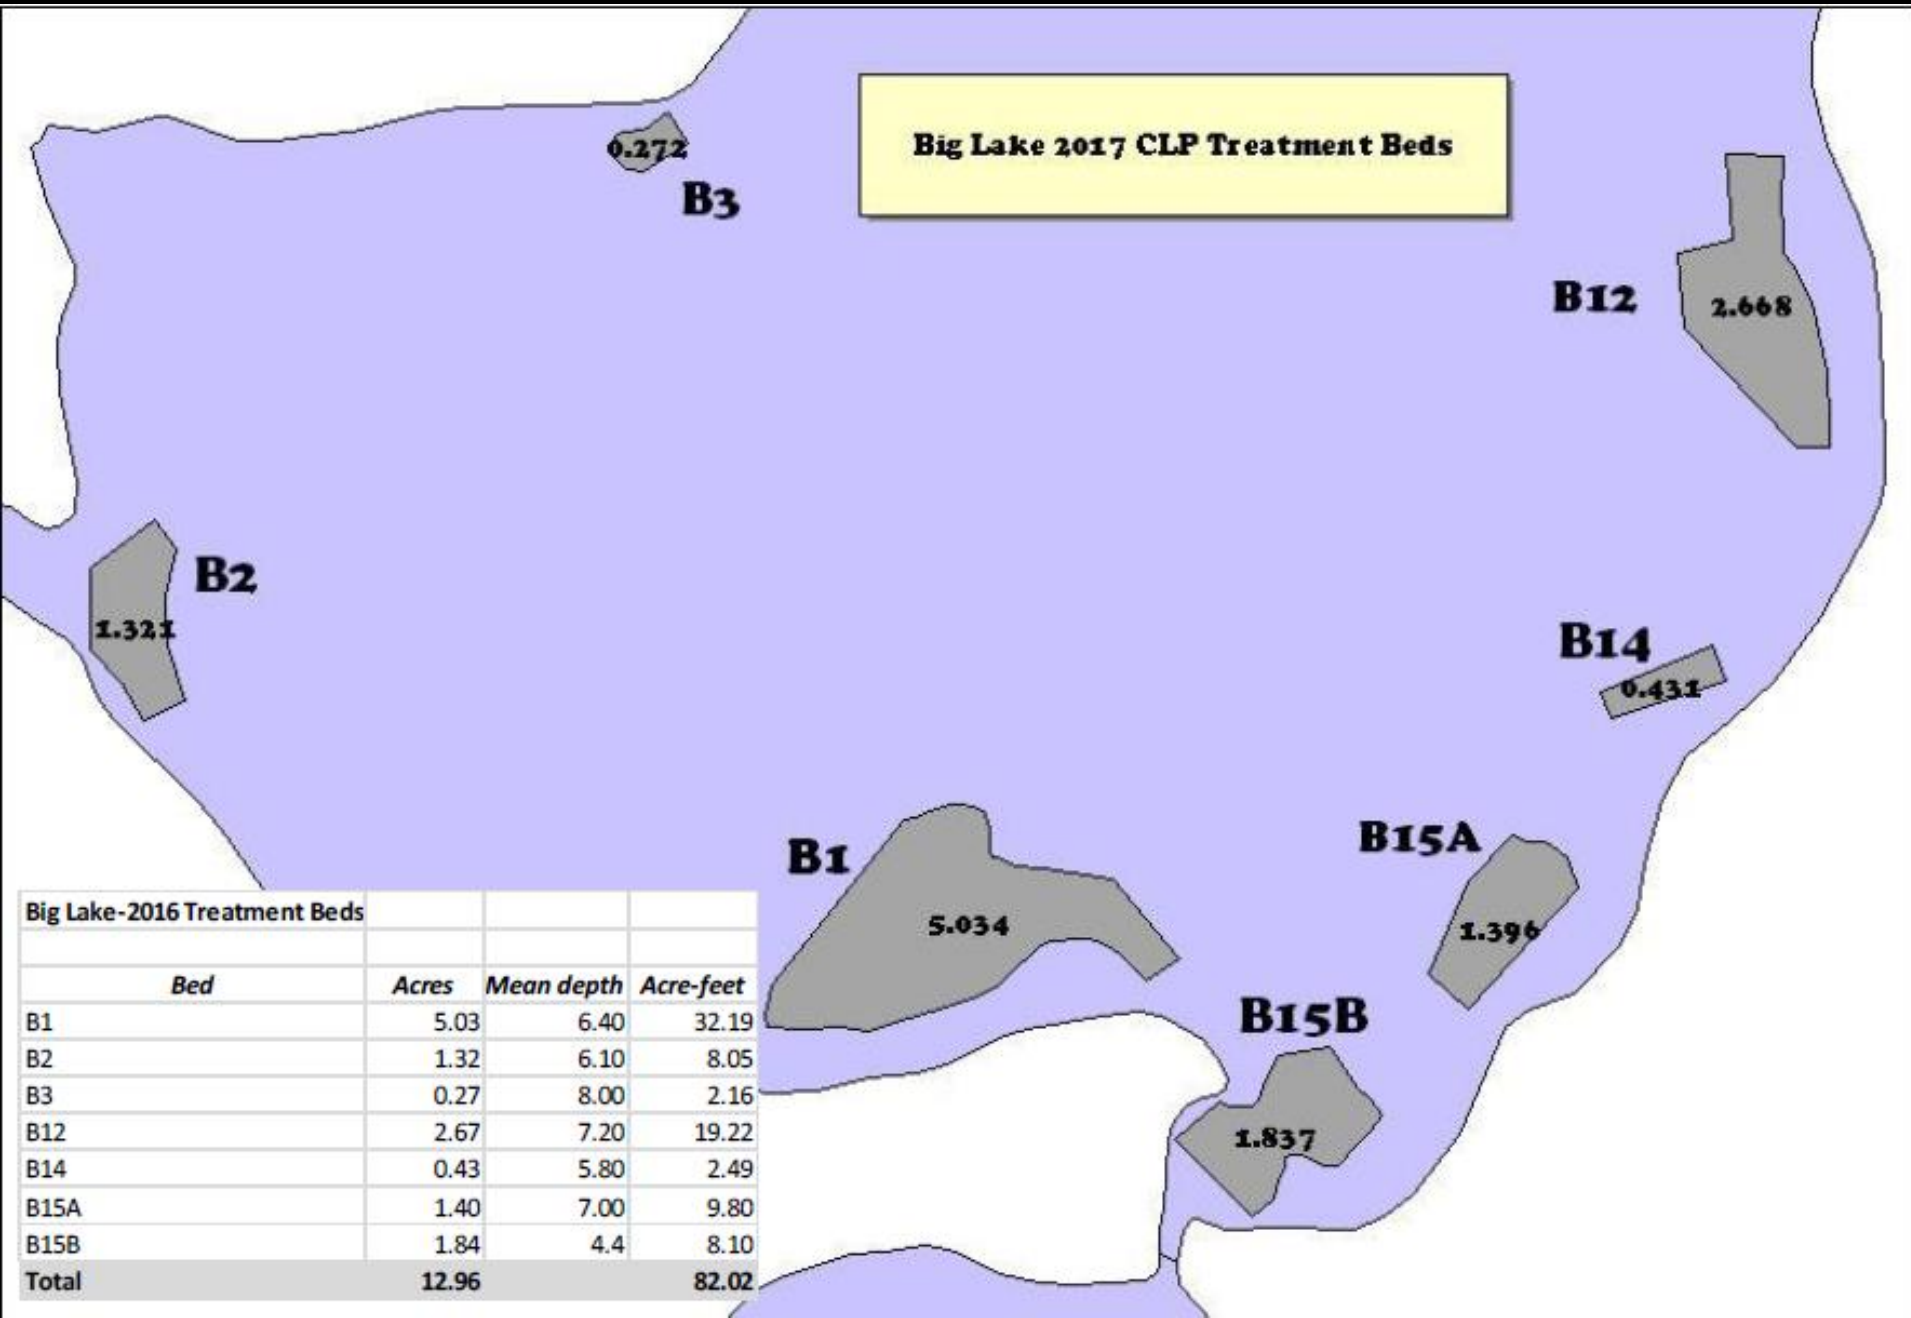 Big Lake 2017 CLP Treatment Beds
0.272
B3
B12
2.668
B2
1.321
B14
0.431
B1
5.034
B15A
1.396
B15B
1.837
Big Lake-2016 Treatment Beds
Bed Acres Mean depth Acre-feet
B1 5.03 6.40 32.19
B2 1.32 6.10 8.05
B3 0.27 8.00 2.16
B12 2.67 7.20 19.22
B14 0.43 5.80 2.49
B15A 1.40 7.00 9.80
B15B 1.84 4.4 8.10
Total 12.96 82.02